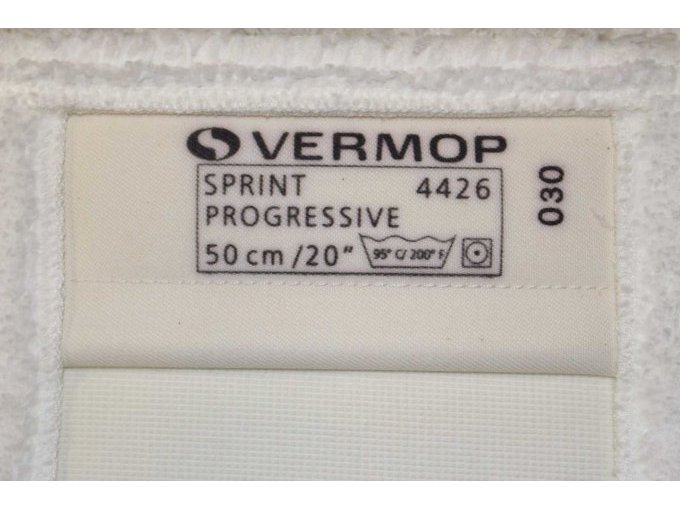 VERMOP
SPRINT 4426
PROGRESSIVE
50 cm /20" 95° C/ 200° F
030